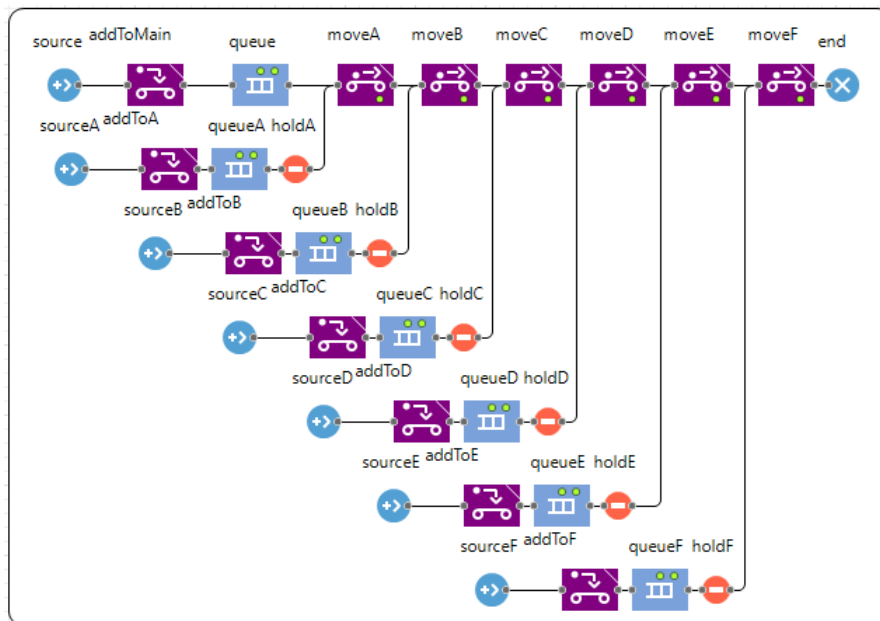 source addToMain queue moveA moveB moveC moveD moveE moveF end
sourceA addToA queueA holdA
sourceB addToB queueB holdB
sourceC addToC queueC holdC
sourceD addToD queueD holdD
sourceE addToE queueE holdE
sourceF addToF queueF holdF